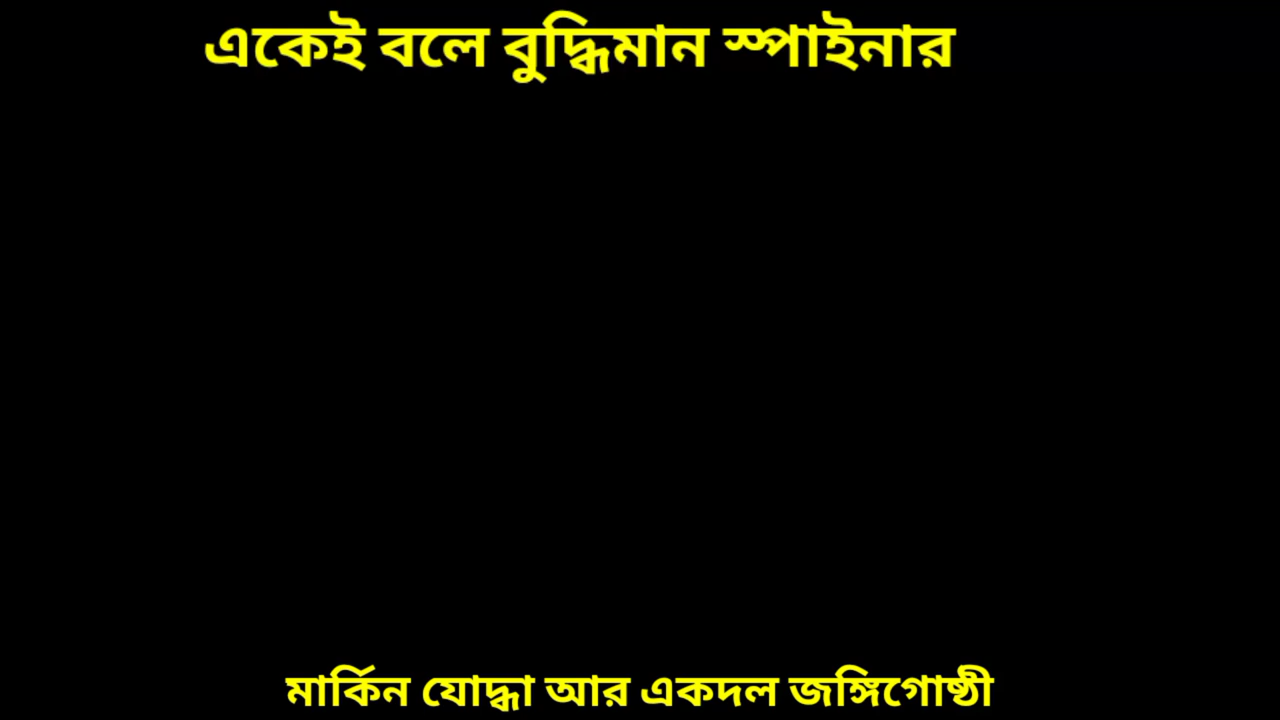 একেই বলে বুদ্ধিমান স্পাইনার
মার্কিন যোদ্ধা আর একদল জঙ্গিগোষ্ঠী